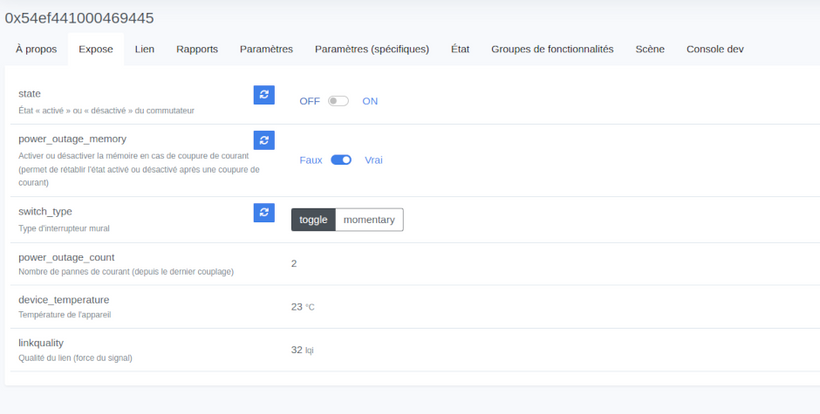 0x54ef441000469445
À propos Expose Lien Rapports Paramètres Paramètres (spécifiques) État Groupes de fonctionnalités Scène Console dev
state
État « activé » ou « désactivé » du commutateur
OFF ON
power_outage_memory
Activer ou désactiver la mémoire en cas de coupure de courant
(permet de rétablir l'état activé ou désactivé après une coupure de
courant)
Faux Vrai
switch_type
Type d'interrupteur mural
toggle momentary
power_outage_count
Nombre de pannes de courant (depuis le dernier couplage)
2
device_temperature
Température de l'appareil
23 °C
linkquality
Qualité du lien (force du signal)
32 lqi